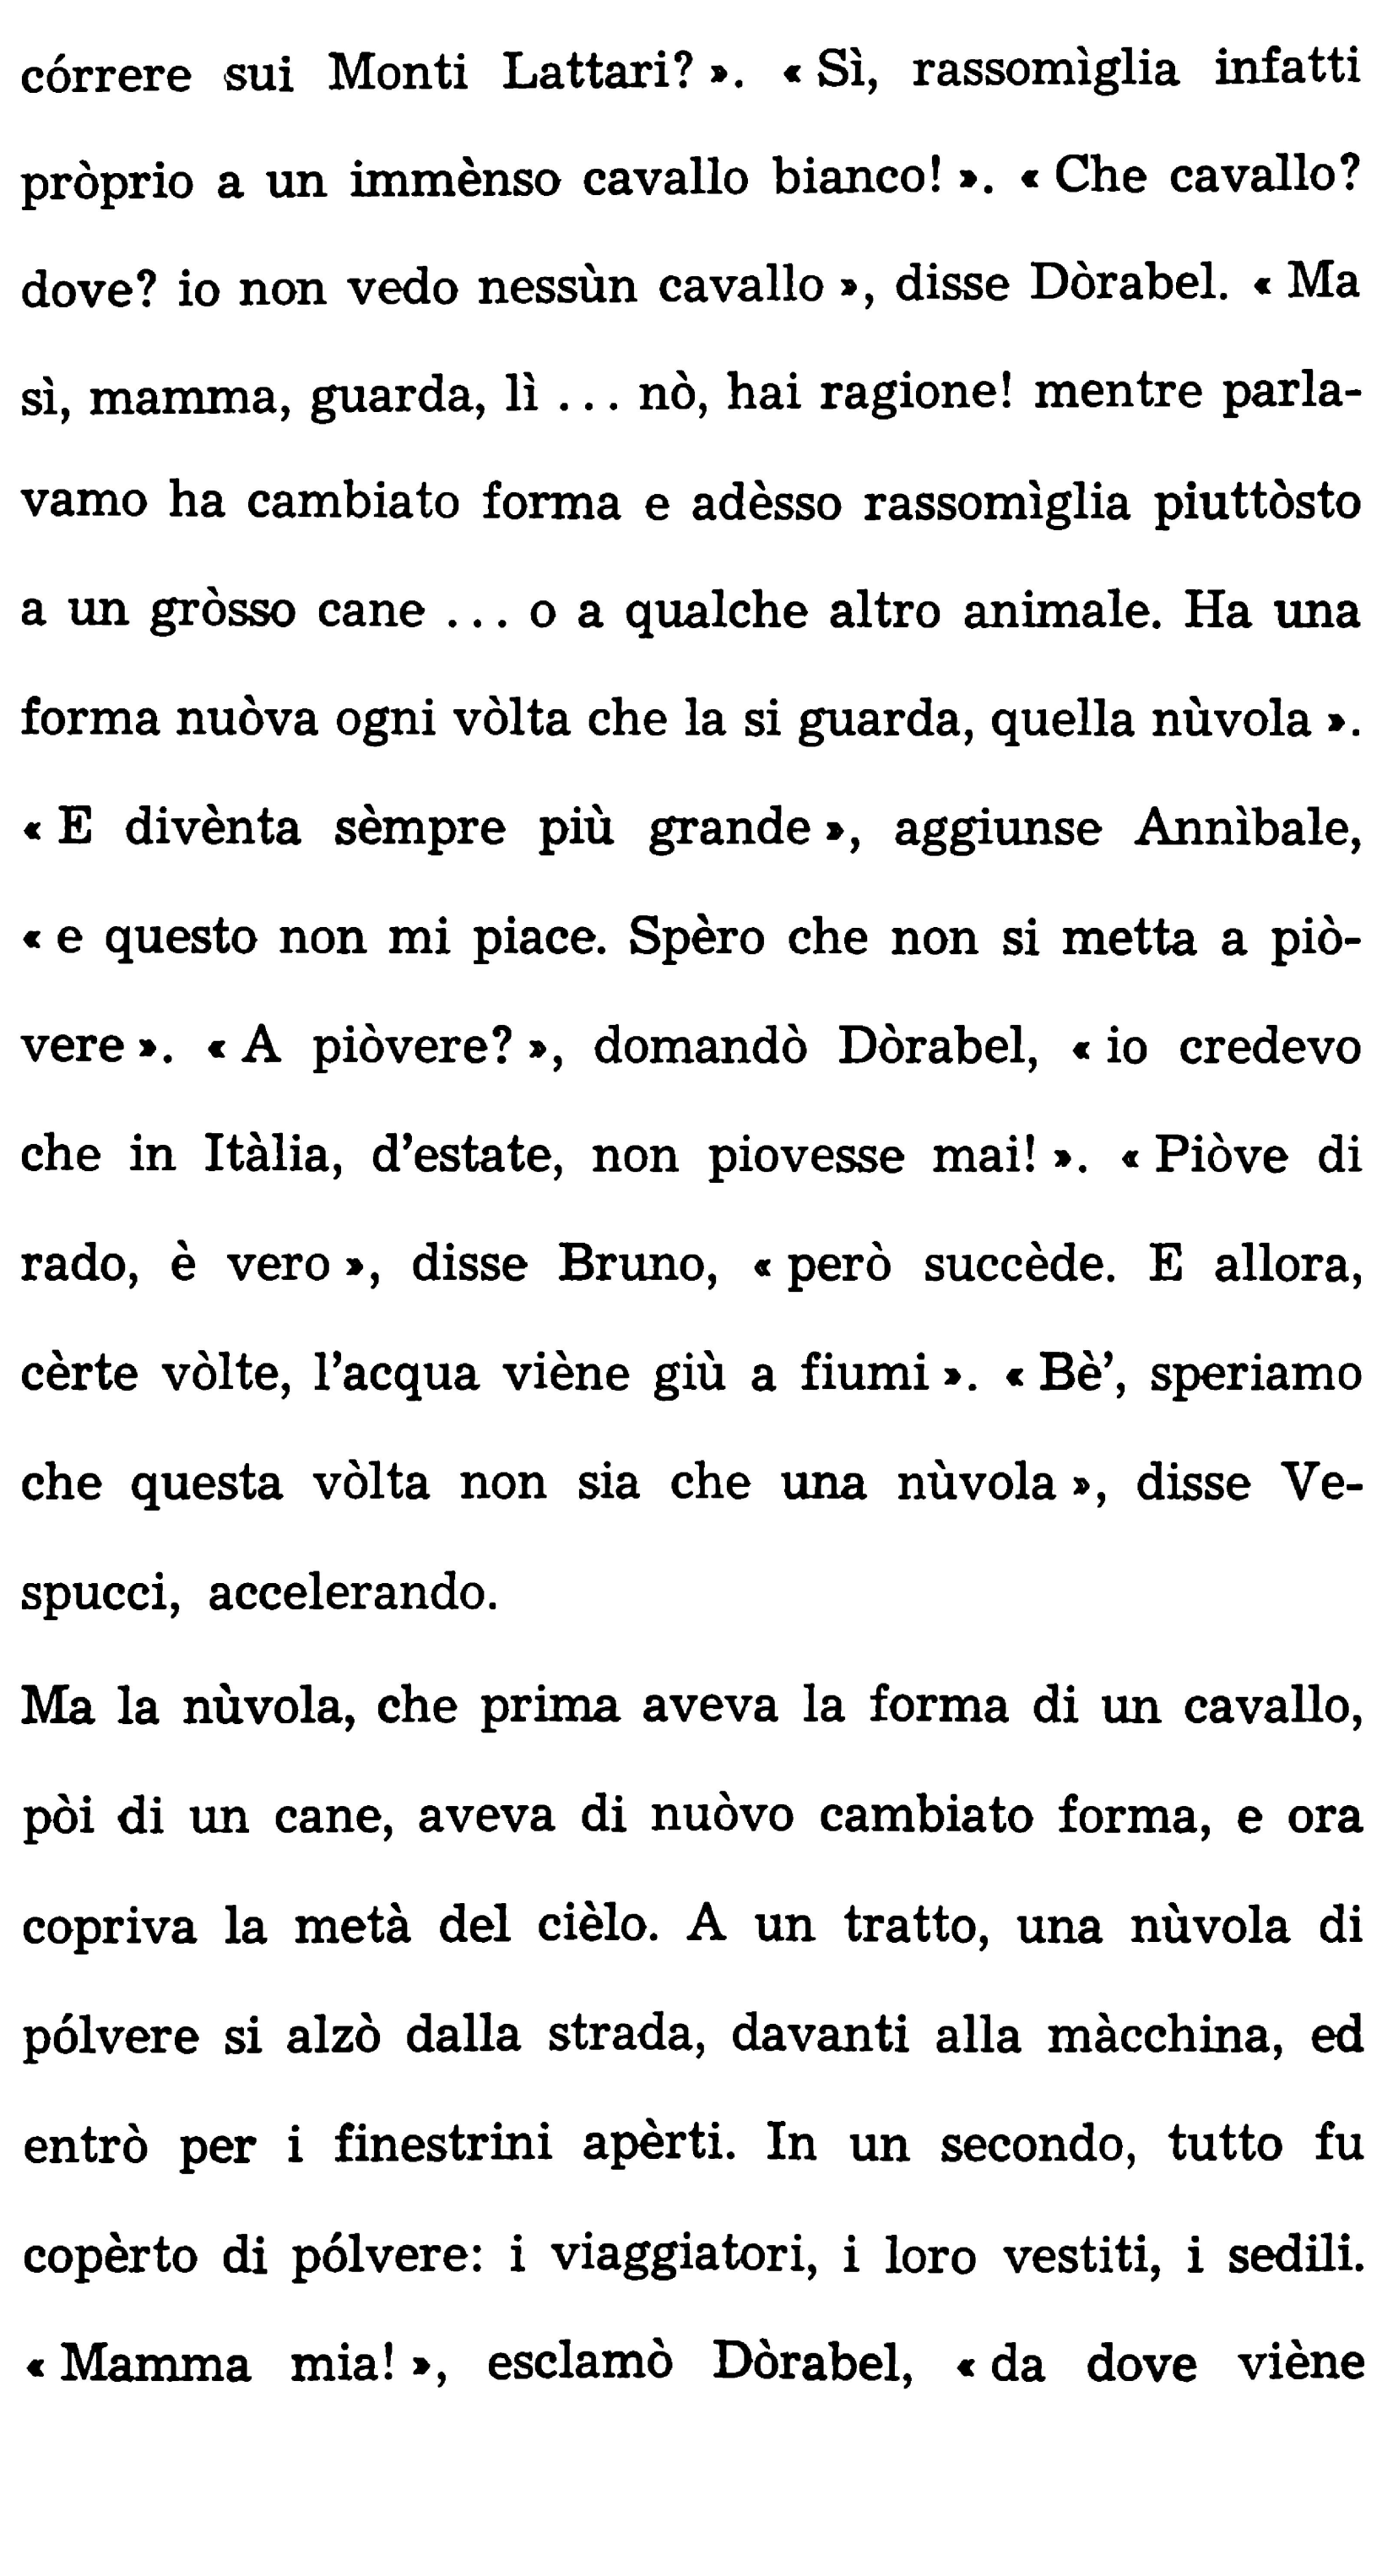 córrere sui Monti Lattari? ». « Sì, rassomìglia infatti
pròprio a un immènso cavallo bianco! ». « Che cavallo?
dove? io non vedo nessùn cavallo », disse Dòrabel. « Ma
sì, mamma, guarda, lì ... nò, hai ragione! mentre parla-
vamo ha cambiato forma e adèsso rassomìglia piuttòsto
a un gròsso cane ... o a qualche altro animale. Ha una
forma nuòva ogni vòlta che la si guarda, quella nùvola ».
« E divènta sèmpre più grande », aggiunse Annìbale,
« e questo non mi piace. Spèro che non si metta a piò-
vere ». « A piòvere? », domandò Dòrabel, « io credevo
che in Itàlia, d'estate, non piovesse mai! ». « Piòve di
rado, è vero », disse Bruno, « però succède. E allora,
cèrte vòlte, l'acqua viène giù a fiumi ». « Bè', speriamo
che questa vòlta non sia che una nùvola », disse Ve-
spucci, accelerando.
Ma la nùvola, che prima aveva la forma di un cavallo,
pòi di un cane, aveva di nuòvo cambiato forma, e ora
copriva la metà del cièlo. A un tratto, una nùvola di
pólvere si alzò dalla strada, davanti alla màcchina, ed
entrò per i finestrini apèrti. In un secondo, tutto fu
copèrto di pólvere: i viaggiatori, i loro vestiti, i sedili.
« Mamma mia! », esclamò Dòrabel, « da dove viène